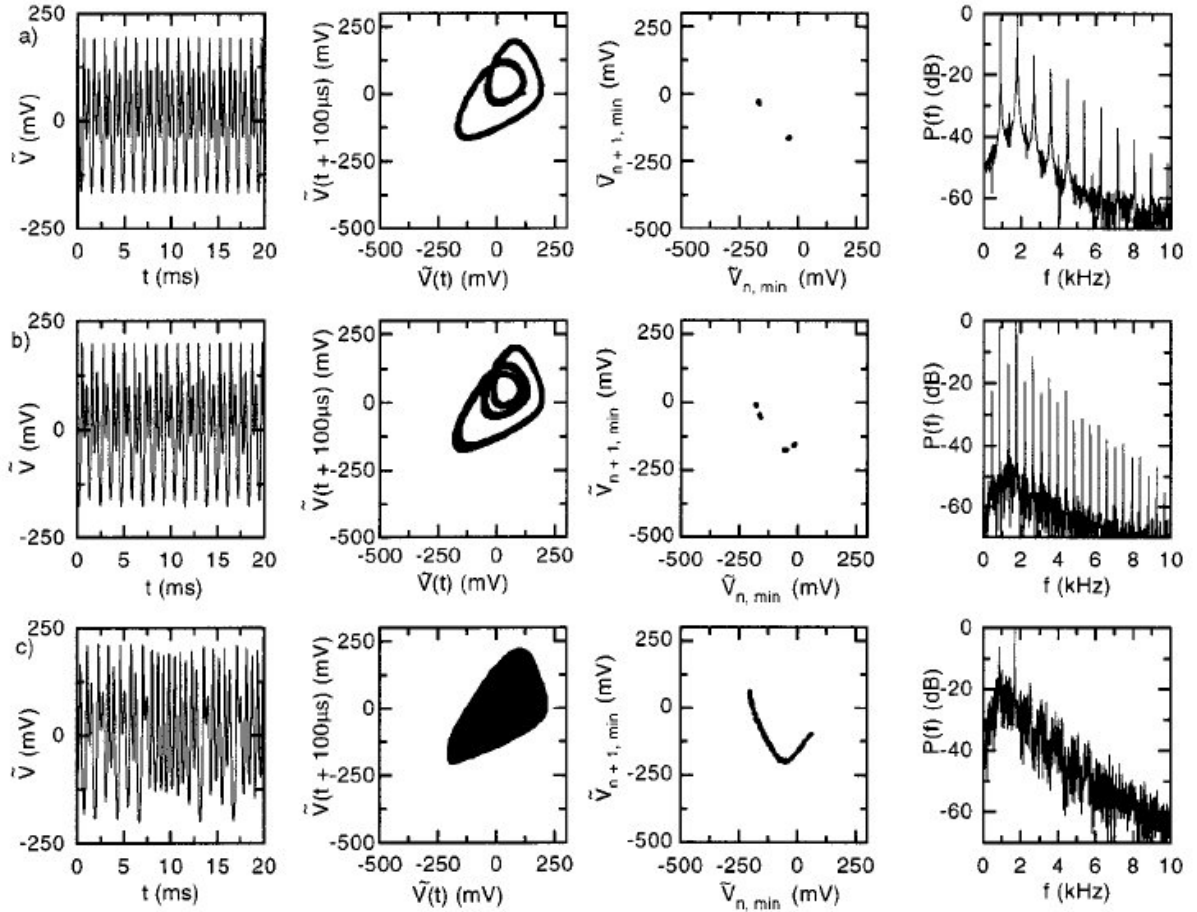 a)
Ṽ (mV)
250
0
-250
0 5 10 15 20
t (ms)
Ṽ(t + 100μs) (mV)
250
0
-250
-500
-500 -250 0 250
Ṽ(t) (mV)
Ṽn + 1, min (mV)
250
0
-250
-500
-500 -250 0 250
Ṽn, min (mV)
P(f) (dB)
0
-20
-40
-60
0 2 4 6 8 10
f (kHz)
b)
Ṽ (mV)
250
0
-250
0 5 10 15 20
t (ms)
Ṽ(t + 100μs) (mV)
250
0
-250
-500
-500 -250 0 250
Ṽ(t) (mV)
Ṽn + 1, min (mV)
250
0
-250
-500
-500 -250 0 250
Ṽn, min (mV)
P(f) (dB)
0
-20
-40
-60
0 2 4 6 8 10
f (kHz)
c)
Ṽ (mV)
250
0
-250
0 5 10 15 20
t (ms)
Ṽ(t + 100μs) (mV)
250
0
-250
-500
-500 -250 0 250
Ṽ(t) (mV)
Ṽn + 1, min (mV)
250
0
-250
-500
-500 -250 0 250
Ṽn, min (mV)
P(f) (dB)
0
-20
-40
-60
0 2 4 6 8 10
f (kHz)